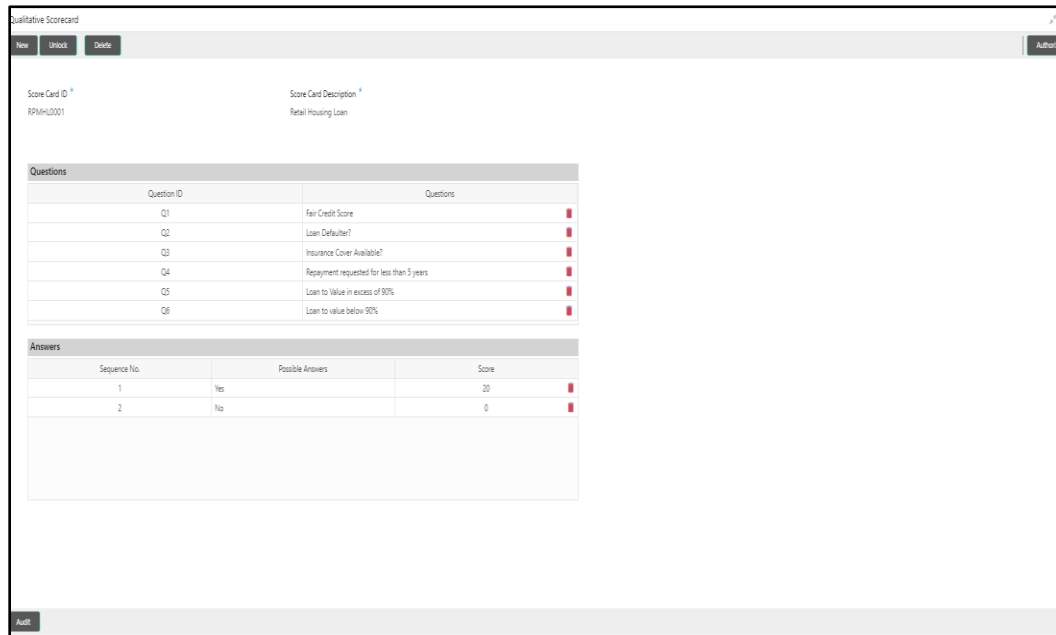 Qualitative Scorecard
New Unlock Delete
Score Card ID * Score Card Description *
RPMHL0001 Retail Housing Loan
Questions
Question ID Questions
Q1 Fair Credit Score
Q2 Loan Defaulter?
Q3 Insurance Cover Available?
Q4 Repayment requested for less than 5 years
Q5 Loan to Value in excess of 90%
Q6 Loan to value below 90%
Answers
Sequence No. Possible Answers Score
1 Yes 20
2 No 0
Audit